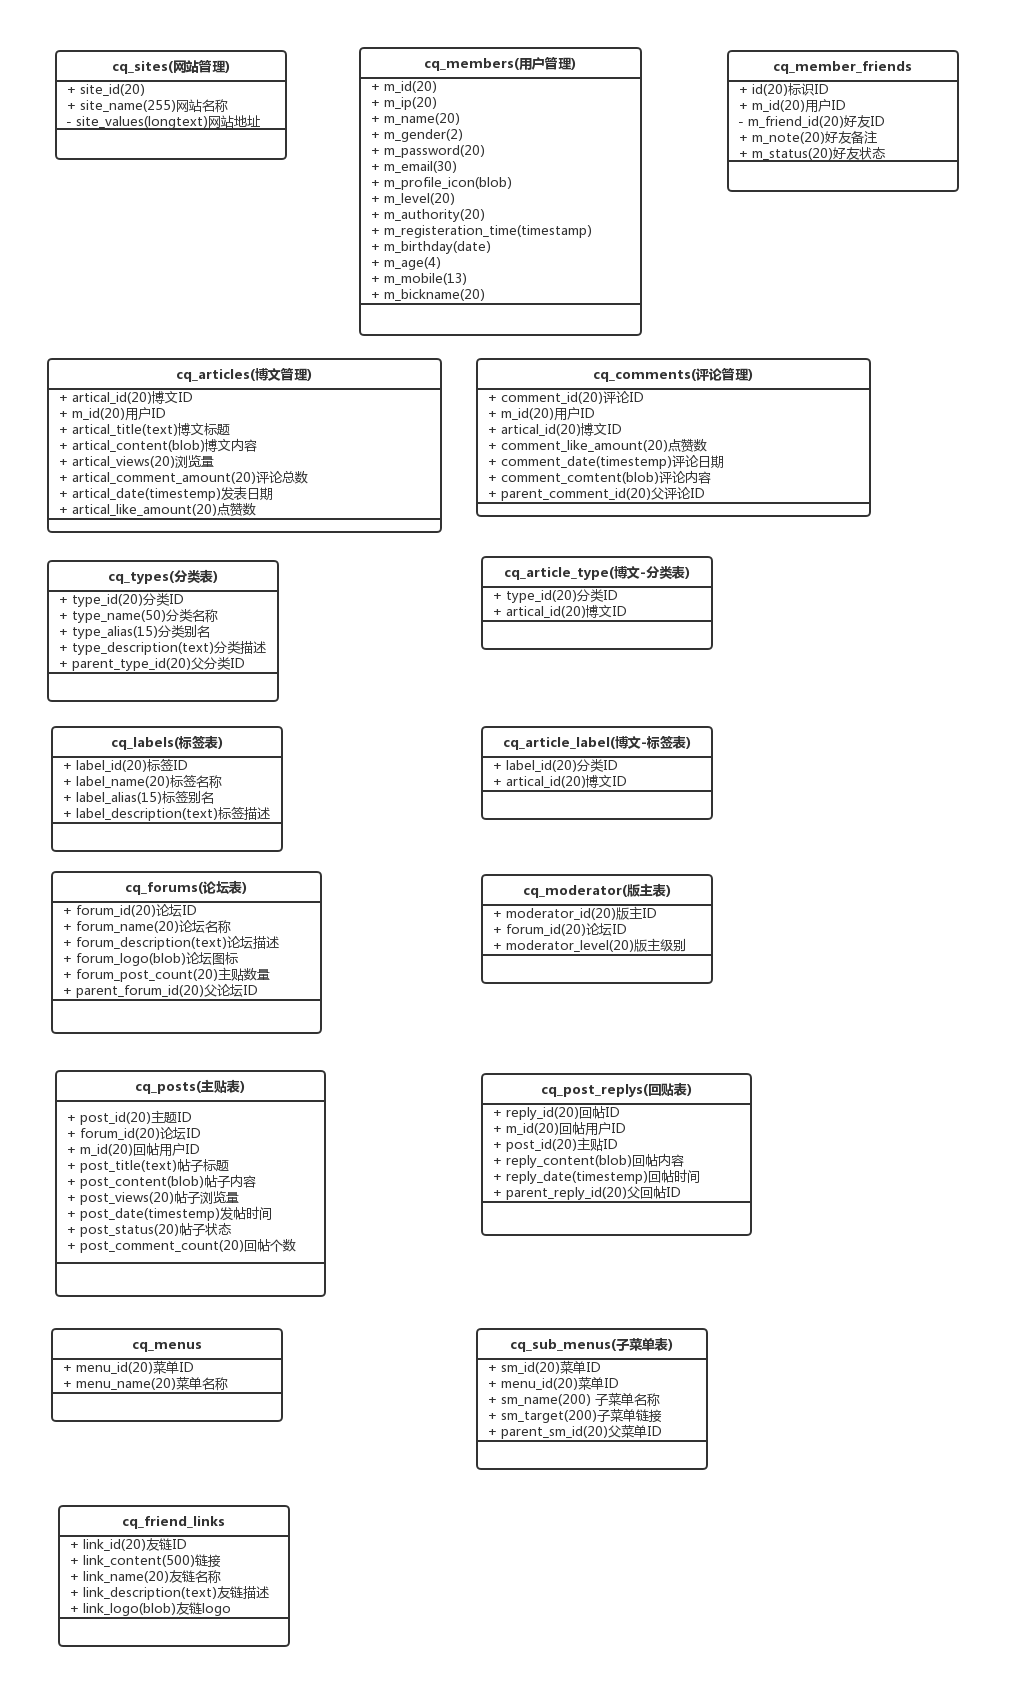 cq_sites(网站管理)
+ site_id(20)
+ site_name(255)网站名称
- site_values(longtext)网站地址
cq_members(用户管理)
+ m_id(20)
+ m_ip(20)
+ m_name(20)
+ m_gender(2)
+ m_password(20)
+ m_email(30)
+ m_profile_icon(blob)
+ m_level(20)
+ m_authority(20)
+ m_registeration_time(timestamp)
+ m_birthday(date)
+ m_age(4)
+ m_mobile(13)
+ m_bickname(20)
cq_member_friends
+ id(20)标识ID
+ m_id(20)用户ID
- m_friend_id(20)好友ID
+ m_note(20)好友备注
+ m_status(20)好友状态
cq_articles(博文管理)
+ artical_id(20)博文ID
+ m_id(20)用户ID
+ artical_title(text)博文标题
+ artical_content(blob)博文内容
+ artical_views(20)浏览量
+ artical_comment_amount(20)评论总数
+ artical_date(timestemp)发表日期
+ artical_like_amount(20)点赞数
cq_comments(评论管理)
+ comment_id(20)评论ID
+ m_id(20)用户ID
+ artical_id(20)博文ID
+ comment_like_amount(20)点赞数
+ comment_date(timestemp)评论日期
+ comment_comtent(blob)评论内容
+ parent_comment_id(20)父评论ID
cq_types(分类表)
+ type_id(20)分类ID
+ type_name(50)分类名称
+ type_alias(15)分类别名
+ type_description(text)分类描述
+ parent_type_id(20)父分类ID
cq_article_type(博文-分类表)
+ type_id(20)分类ID
+ artical_id(20)博文ID
cq_labels(标签表)
+ label_id(20)标签ID
+ label_name(20)标签名称
+ label_alias(15)标签别名
+ label_description(text)标签描述
cq_article_label(博文-标签表)
+ label_id(20)分类ID
+ artical_id(20)博文ID
cq_forums(论坛表)
+ forum_id(20)论坛ID
+ forum_name(20)论坛名称
+ forum_description(text)论坛描述
+ forum_logo(blob)论坛图标
+ forum_post_count(20)主贴数量
+ parent_forum_id(20)父论坛ID
cq_moderator(版主表)
+ moderator_id(20)版主ID
+ forum_id(20)论坛ID
+ moderator_level(20)版主级别
cq_posts(主贴表)
+ post_id(20)主题ID
+ forum_id(20)论坛ID
+ m_id(20)回帖用户ID
+ post_title(text)帖子标题
+ post_content(blob)帖子内容
+ post_views(20)帖子浏览量
+ post_date(timestemp)发帖时间
+ post_status(20)帖子状态
+ post_comment_count(20)回帖个数
cq_post_replys(回贴表)
+ reply_id(20)回帖ID
+ m_id(20)回帖用户ID
+ post_id(20)主贴ID
+ reply_content(blob)回帖内容
+ reply_date(timestemp)回帖时间
+ parent_reply_id(20)父回帖ID
cq_menus
+ menu_id(20)菜单ID
+ menu_name(20)菜单名称
cq_sub_menus(子菜单表)
+ sm_id(20)菜单ID
+ menu_id(20)菜单ID
+ sm_name(200) 子菜单名称
+ sm_target(200)子菜单链接
+ parent_sm_id(20)父菜单ID
cq_friend_links
+ link_id(20)友链ID
+ link_content(500)链接
+ link_name(20)友链名称
+ link_description(text)友链描述
+ link_logo(blob)友链logo